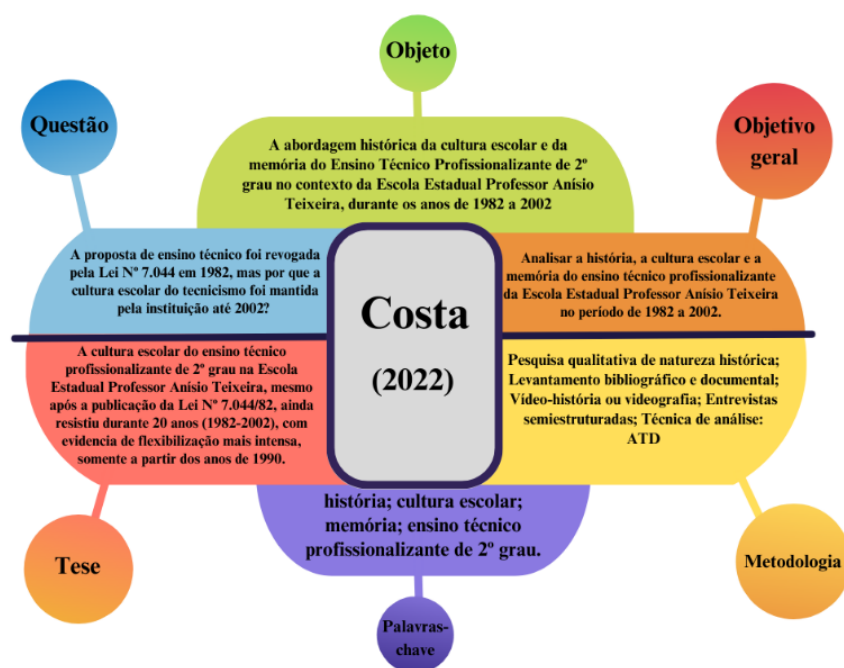 Objeto
A abordagem histórica da cultura escolar e da
memória do Ensino Técnico Profissionalizante de 2º
grau no contexto da Escola Estadual Professor Anísio
Teixeira, durante os anos de 1982 a 2002
Questão
A proposta de ensino técnico foi revogada
pela Lei Nº 7.044 em 1982, mas por que a
cultura escolar do tecnicismo foi mantida
pela instituição até 2002?
Objetivo
geral
Analisar a história, a cultura escolar e a
memória do ensino técnico profissionalizante
da Escola Estadual Professor Anísio Teixeira
no período de 1982 a 2002.
Costa
(2022)
A cultura escolar do ensino técnico
profissionalizante de 2º grau na Escola
Estadual Professor Anísio Teixeira, mesmo
após a publicação da Lei Nº 7.044/82, ainda
resistiu durante 20 anos (1982-2002), com
evidencia de flexibilização mais intensa,
somente a partir dos anos de 1990.
Tese
Pesquisa qualitativa de natureza histórica;
Levantamento bibliográfico e documental;
Vídeo-história ou videografia; Entrevistas
semiestruturadas; Técnica de análise:
ATD
Metodologia
história; cultura escolar;
memória; ensino técnico
profissionalizante de 2º grau.
Palavras-
chave